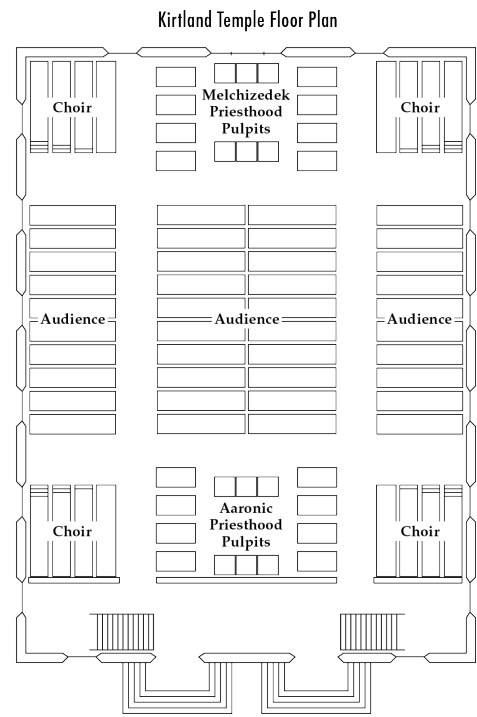 Kirtland Temple Floor Plan
Choir
Melchizedek
Priesthood
Pulpits
Choir
Audience
Audience
Audience
Choir
Aaronic
Priesthood
Pulpits
Choir